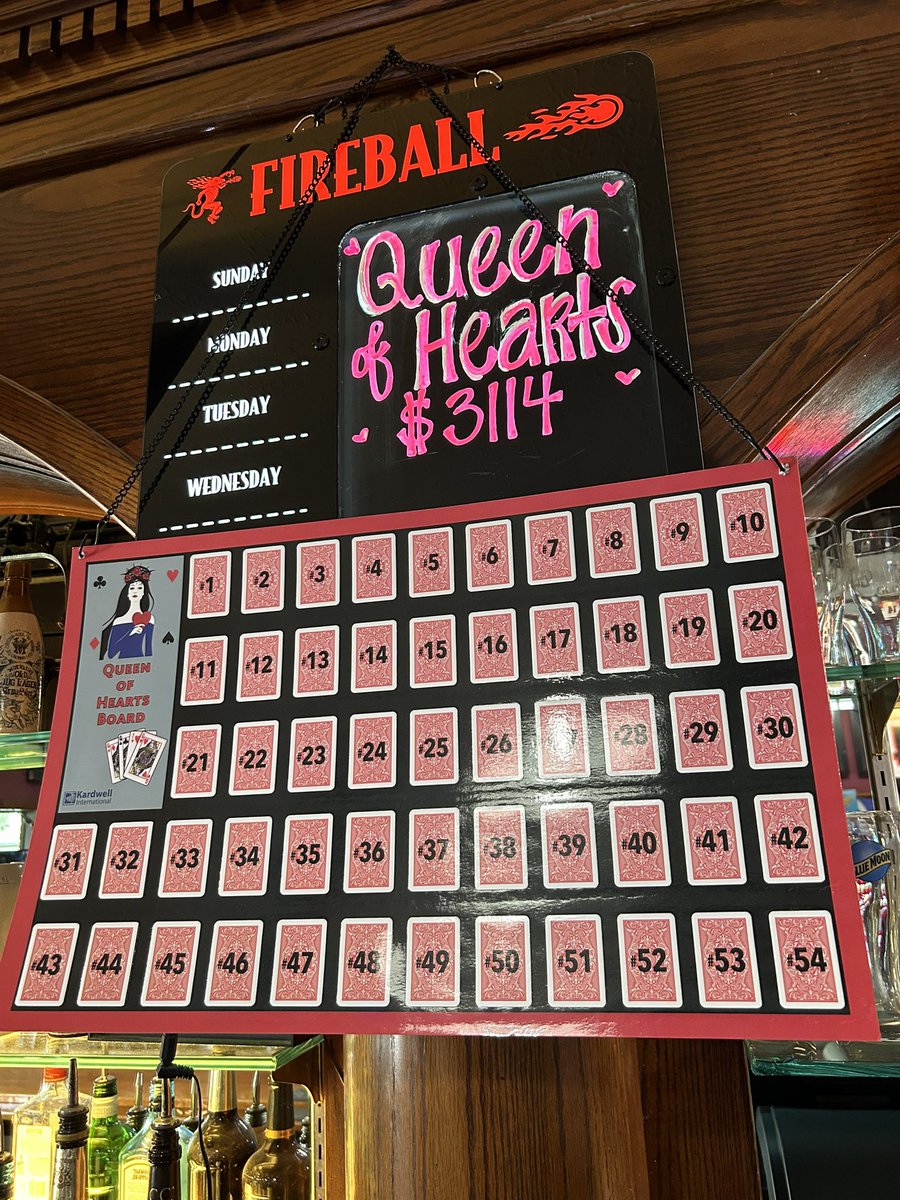 FIREBALL
SUNDAY
MONDAY
TUESDAY
WEDNESDAY
Queen
of Hearts
$3114
#1 #2 #3 #4 #5 #6 #7 #8 #9 #10
#11 #12 #13 #14 #15 #16 #17 #18 #19 #20
#21 #22 #23 #24 #25 #26 #27 #28 #29 #30
QUEEN
OF
HEARTS
BOARD
Kardwell
International
#31 #32 #33 #34 #35 #36 #37 #38 #39 #40 #41 #42
#43 #44 #45 #46 #47 #48 #49 #50 #51 #52 #53 #54
BLUE MOON